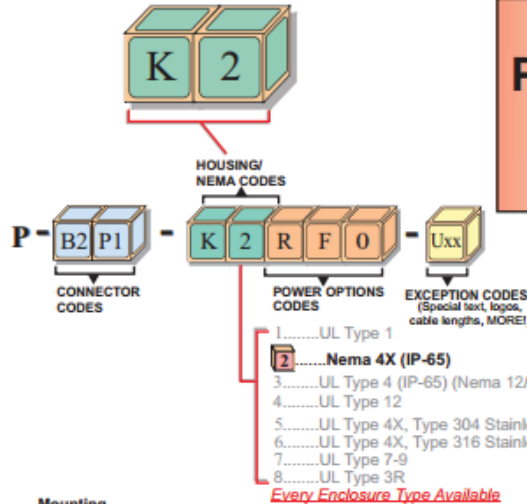 K 2
P
HOUSING/
NEMA CODES
P - B2 P1 - K 2 R F 0 - Uxx
CONNECTOR
CODES
POWER OPTIONS
CODES
EXCEPTION CODES
(Special text, logos,
cable lengths, MORE!
1........UL Type 1
2.......Nema 4X (IP-65)
3........UL Type 4 (IP-65) (Nema 12/
4........UL Type 12
5........UL Type 4X, Type 304 Stainl
6........UL Type 4X, Type 316 Stainl
7........UL Type 7-9
8........UL Type 3R
Every Enclosure Type Available
Mounting